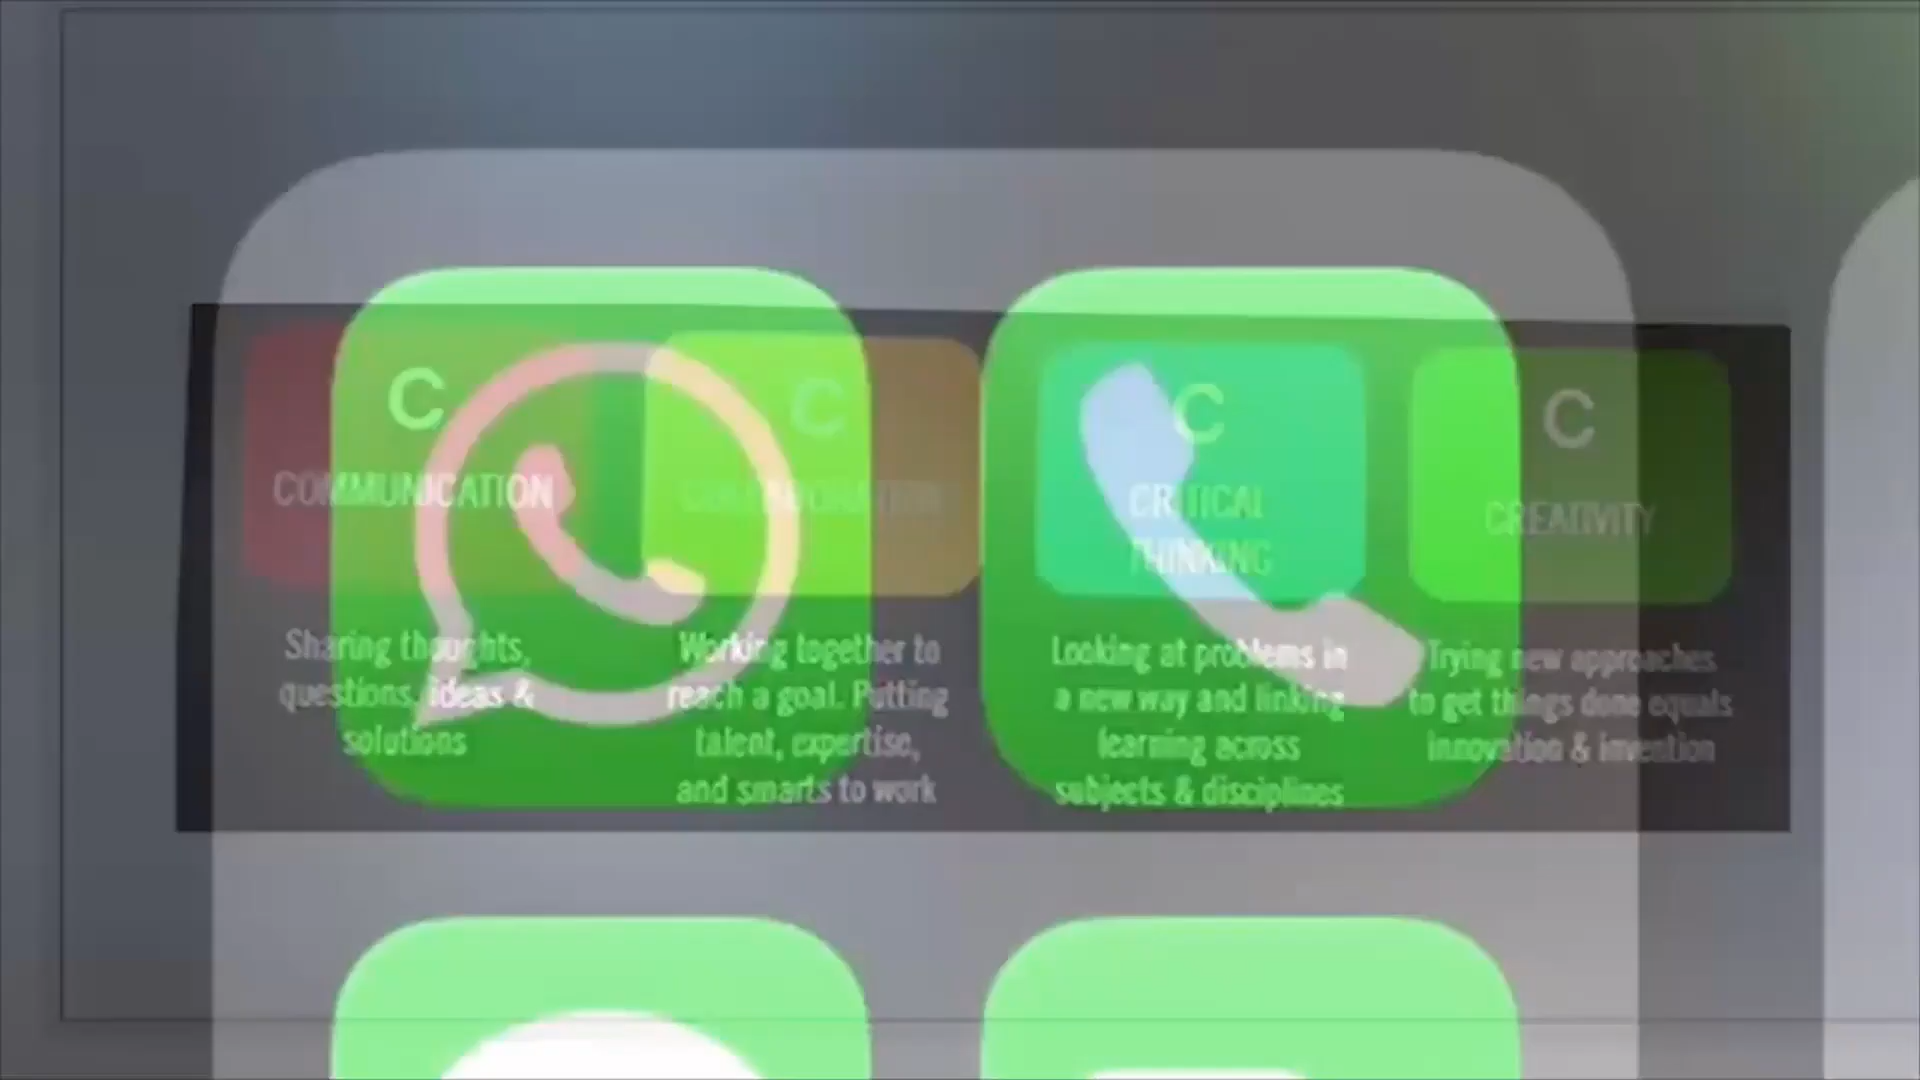 C
COMMUNICATION
Sharing thoughts,
questions, ideas &
solutions
C
COLLABORATION
Working together to
reach a goal. Putting
talent, expertise,
and smarts to work
C
CRITICAL
THINKING
Looking at problems in
a new way and linking
learning across
subjects & disciplines
C
CREATIVITY
Trying new approaches
to get things done equals
innovation & invention